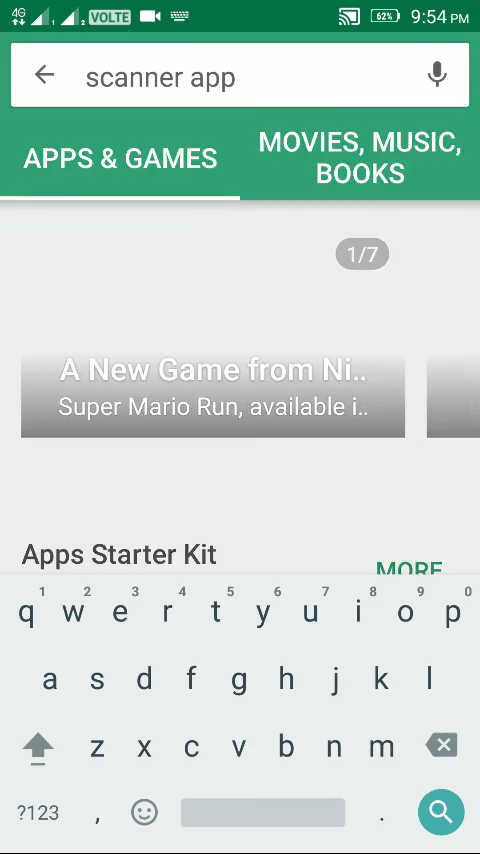 4G 1 2 VOLTE 62% 9:54 PM
scanner app
APPS & GAMES
MOVIES, MUSIC,
BOOKS
1/7
A New Game from Ni..
Super Mario Run, available i..
Apps Starter Kit
MORE
1 2 3 4 5 6 7 8 9 0
q w e r t y u i o p
a s d f g h j k l
z x c v b n m
?123 , .